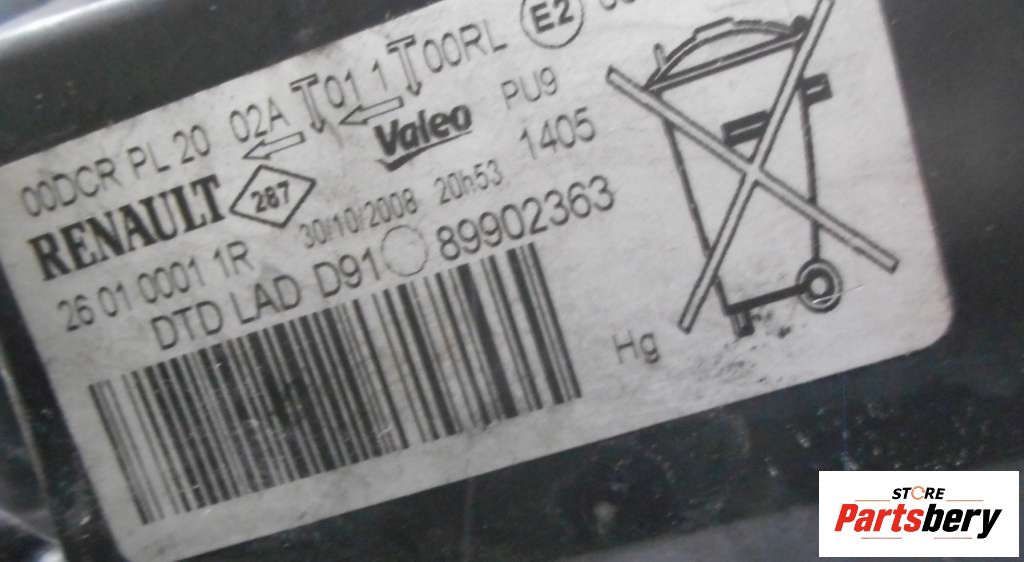 00DCR PL 20 02A 01 1 00RL E2
RENAULT 287 Valeo PU9
26 01 0001 1R 30/10/2008 20h53 1405
DTD LAD D91 89902363
Hg
STORE
Partsbery